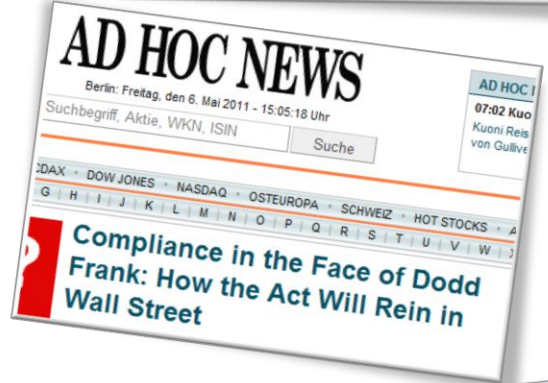 AD HOC NEWS
Berlin: Freitag, den 6. Mai 2011 - 15:05:18 Uhr
Suchbegriff, Aktie, WKN, ISIN
Suche
AD HOC
07:02 Kuo
Kuoni Reis
von Gullive
DAX · DOW JONES · NASDAQ · OSTEUROPA · SCHWEIZ · HOT STOCKS · A
G | H | I | J | K | L | M | N | O | P | Q | R | S | T | U | V | W
?
Compliance in the Face of Dodd
Frank: How the Act Will Rein in
Wall Street